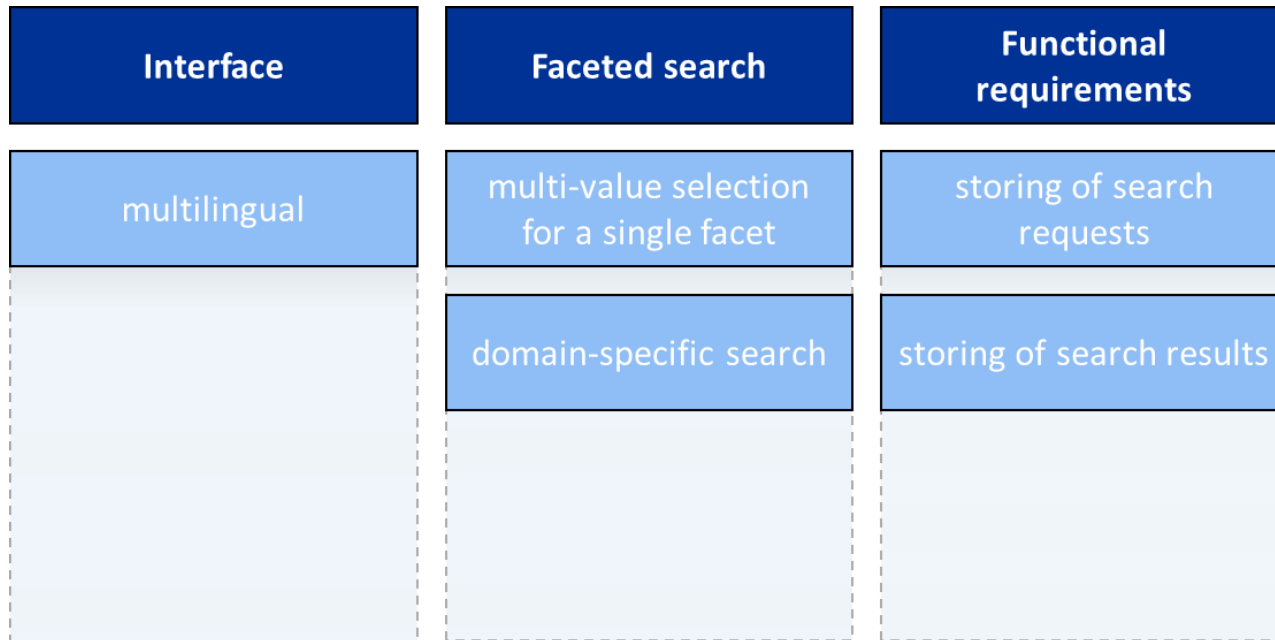 Interface
Faceted search
Functional
requirements
multilingual
multi-value selection
for a single facet
storing of search
requests
domain-specific search
storing of search results